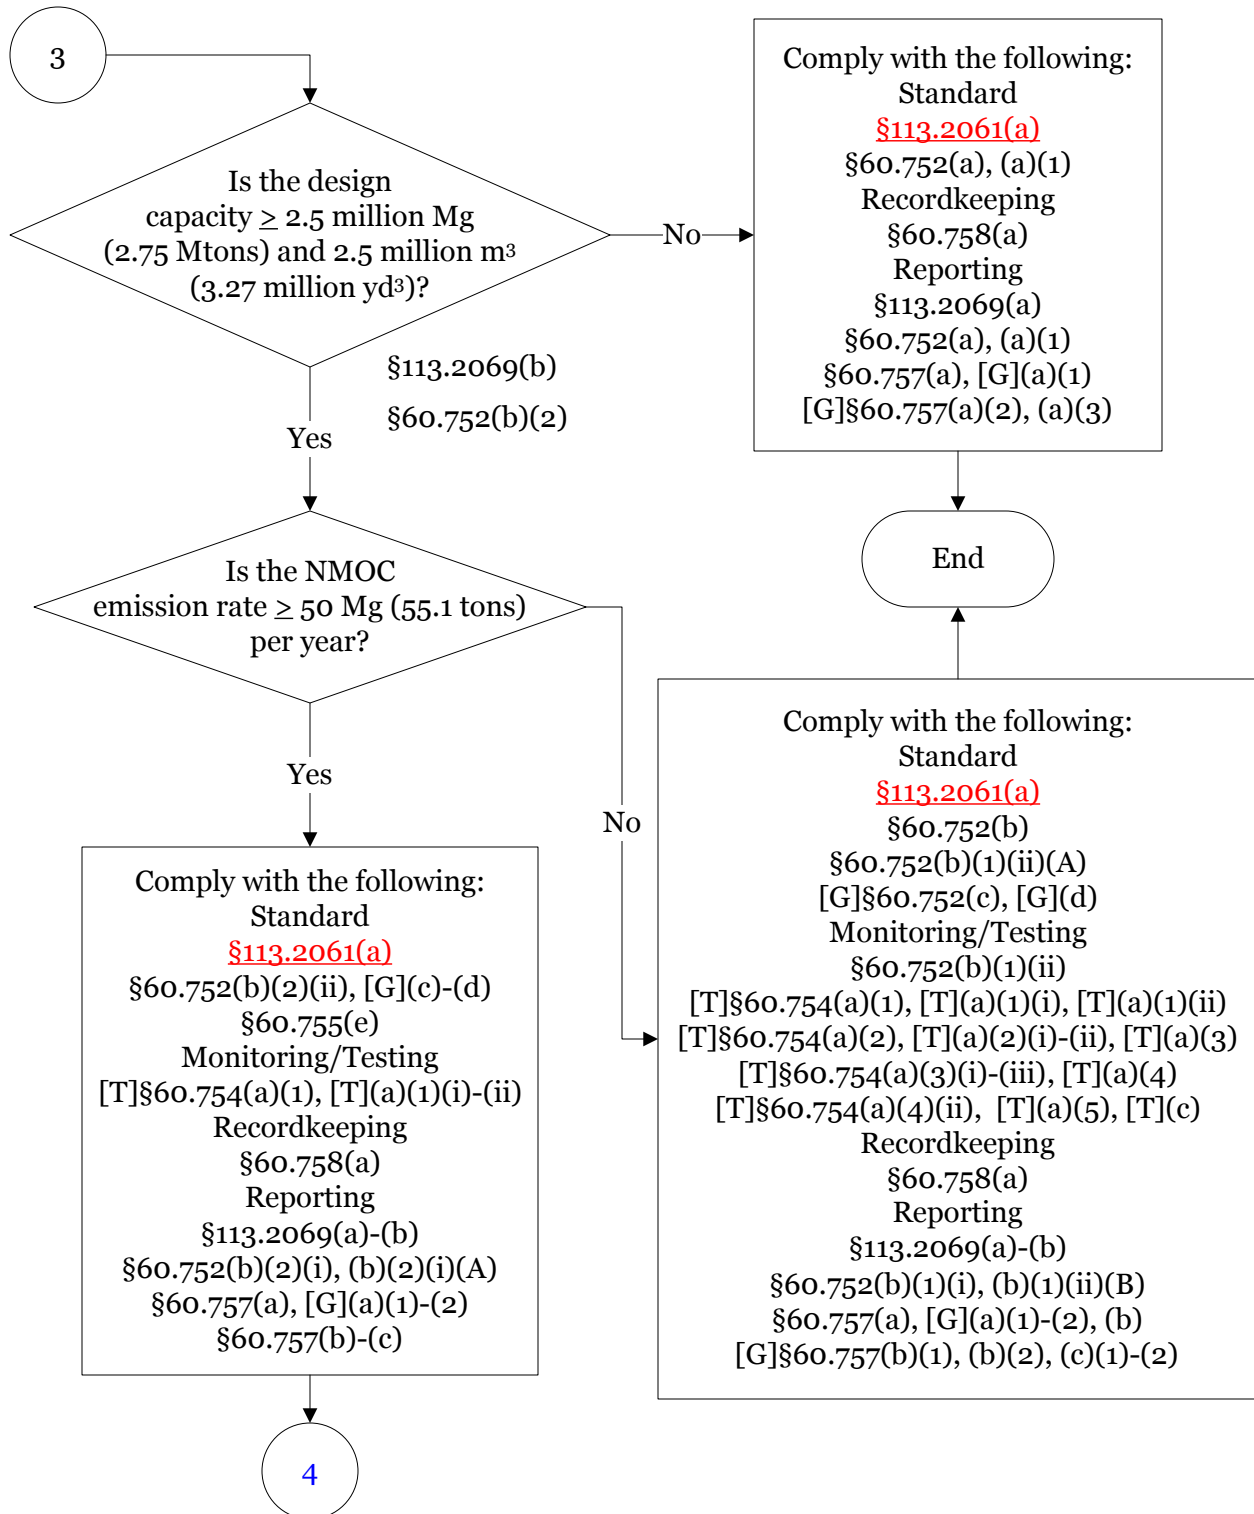 3
Is the design
capacity ≥ 2.5 million Mg
(2.75 Mtons) and 2.5 million m³
(3.27 million yd³)?
No
Comply with the following:
Standard
§113.2061(a)
§60.752(a), (a)(1)
Recordkeeping
§60.758(a)
Reporting
§113.2069(a)
§60.752(a), (a)(1)
§60.757(a), [G](a)(1)
[G]§60.757(a)(2), (a)(3)
§113.2069(b)
§60.752(b)(2)
Yes
End
Is the NMOC
emission rate ≥ 50 Mg (55.1 tons)
per year?
Yes
No
Comply with the following:
Standard
§113.2061(a)
§60.752(b)(2)(ii), [G](c)-(d)
§60.755(e)
Monitoring/Testing
[T]§60.754(a)(1), [T](a)(1)(i)-(ii)
Recordkeeping
§60.758(a)
Reporting
§113.2069(a)-(b)
§60.752(b)(2)(i), (b)(2)(i)(A)
§60.757(a), [G](a)(1)-(2)
§60.757(b)-(c)
Comply with the following:
Standard
§113.2061(a)
§60.752(b)
§60.752(b)(1)(ii)(A)
[G]§60.752(c), [G](d)
Monitoring/Testing
§60.752(b)(1)(ii)
[T]§60.754(a)(1), [T](a)(1)(i), [T](a)(1)(ii)
[T]§60.754(a)(2), [T](a)(2)(i)-(ii), [T](a)(3)
[T]§60.754(a)(3)(i)-(iii), [T](a)(4)
[T]§60.754(a)(4)(ii), [T](a)(5), [T](c)
Recordkeeping
§60.758(a)
Reporting
§113.2069(a)-(b)
§60.752(b)(1)(i), (b)(1)(ii)(B)
§60.757(a), [G](a)(1)-(2), (b)
[G]§60.757(b)(1), (b)(2), (c)(1)-(2)
4